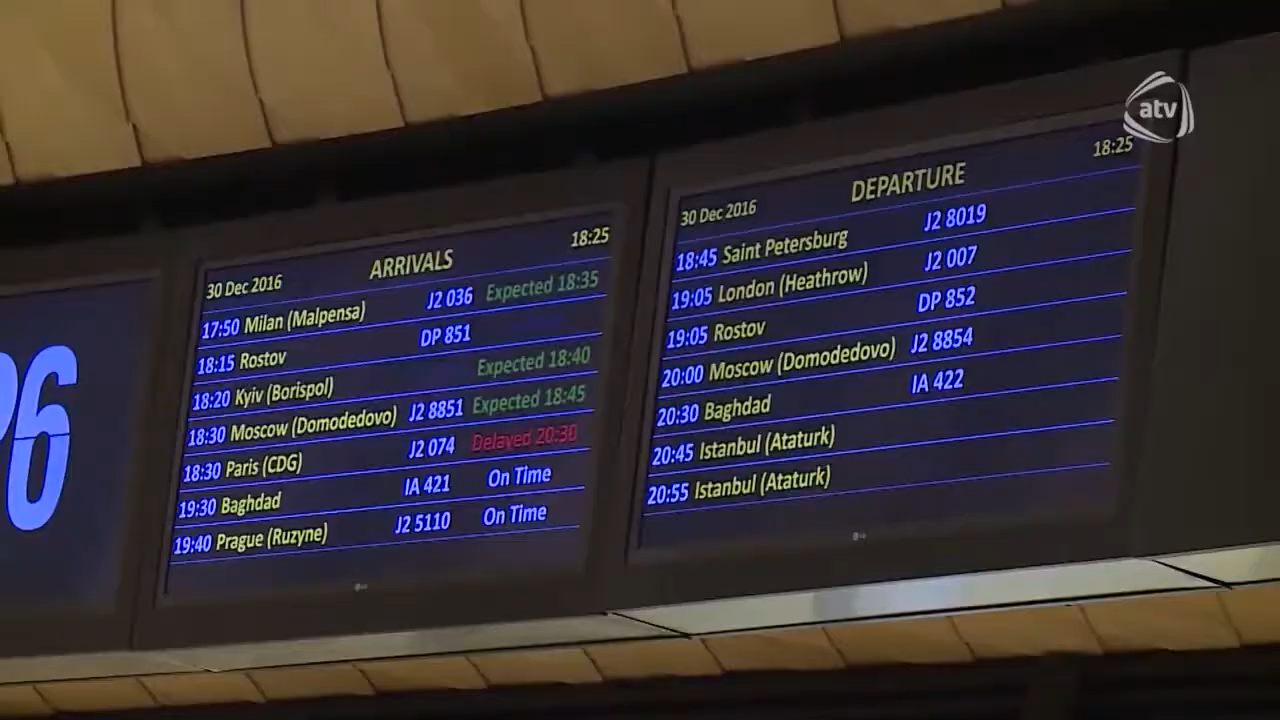 P6
30 Dec 2016 ARRIVALS 18:25
17:50 Milan (Malpensa) J2 036 Expected 18:35
18:15 Rostov DP 851
18:20 Kyiv (Borispol) Expected 18:40
18:30 Moscow (Domodedovo) J2 8851 Expected 18:45
18:30 Paris (CDG) J2 074 Delayed 20:30
19:30 Baghdad IA 421 On Time
19:40 Prague (Ruzyne) J2 5110 On Time
atv
30 Dec 2016 DEPARTURE 18:25
18:45 Saint Petersburg J2 8019
19:05 London (Heathrow) J2 007
19:05 Rostov DP 852
20:00 Moscow (Domodedovo) J2 8854
20:30 Baghdad IA 422
20:45 Istanbul (Ataturk)
20:55 Istanbul (Ataturk)